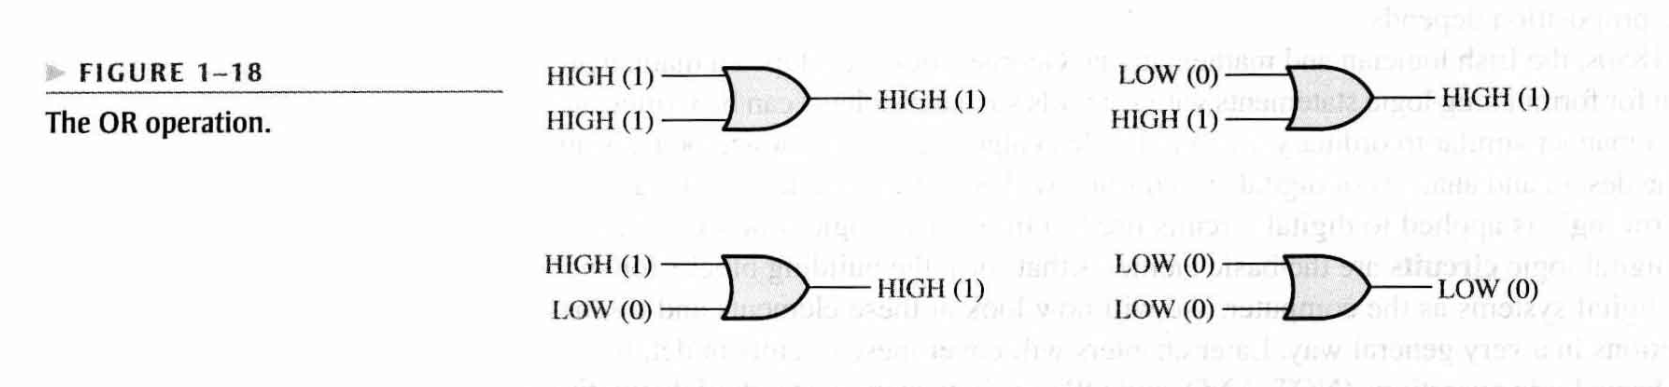 FIGURE 1–18
The OR operation.
HIGH (1)
HIGH (1)
HIGH (1)
LOW (0)
HIGH (1)
HIGH (1)
HIGH (1)
LOW (0)
HIGH (1)
LOW (0)
LOW (0)
LOW (0)